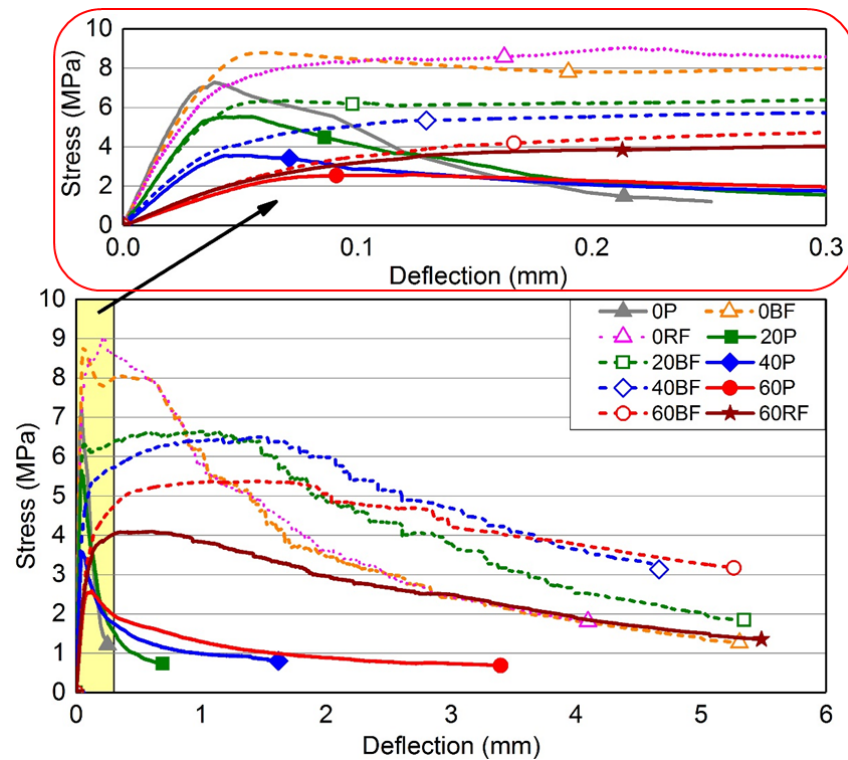 10
8
6
4
2
0
Stress (MPa)
0.0 0.1 0.2 0.3
Deflection (mm)
10
9
8
7
6
5
4
3
2
1
0
Stress (MPa)
0P 0BF
0RF 20P
20BF 40P
40BF 60P
60BF 60RF
0 1 2 3 4 5 6
Deflection (mm)